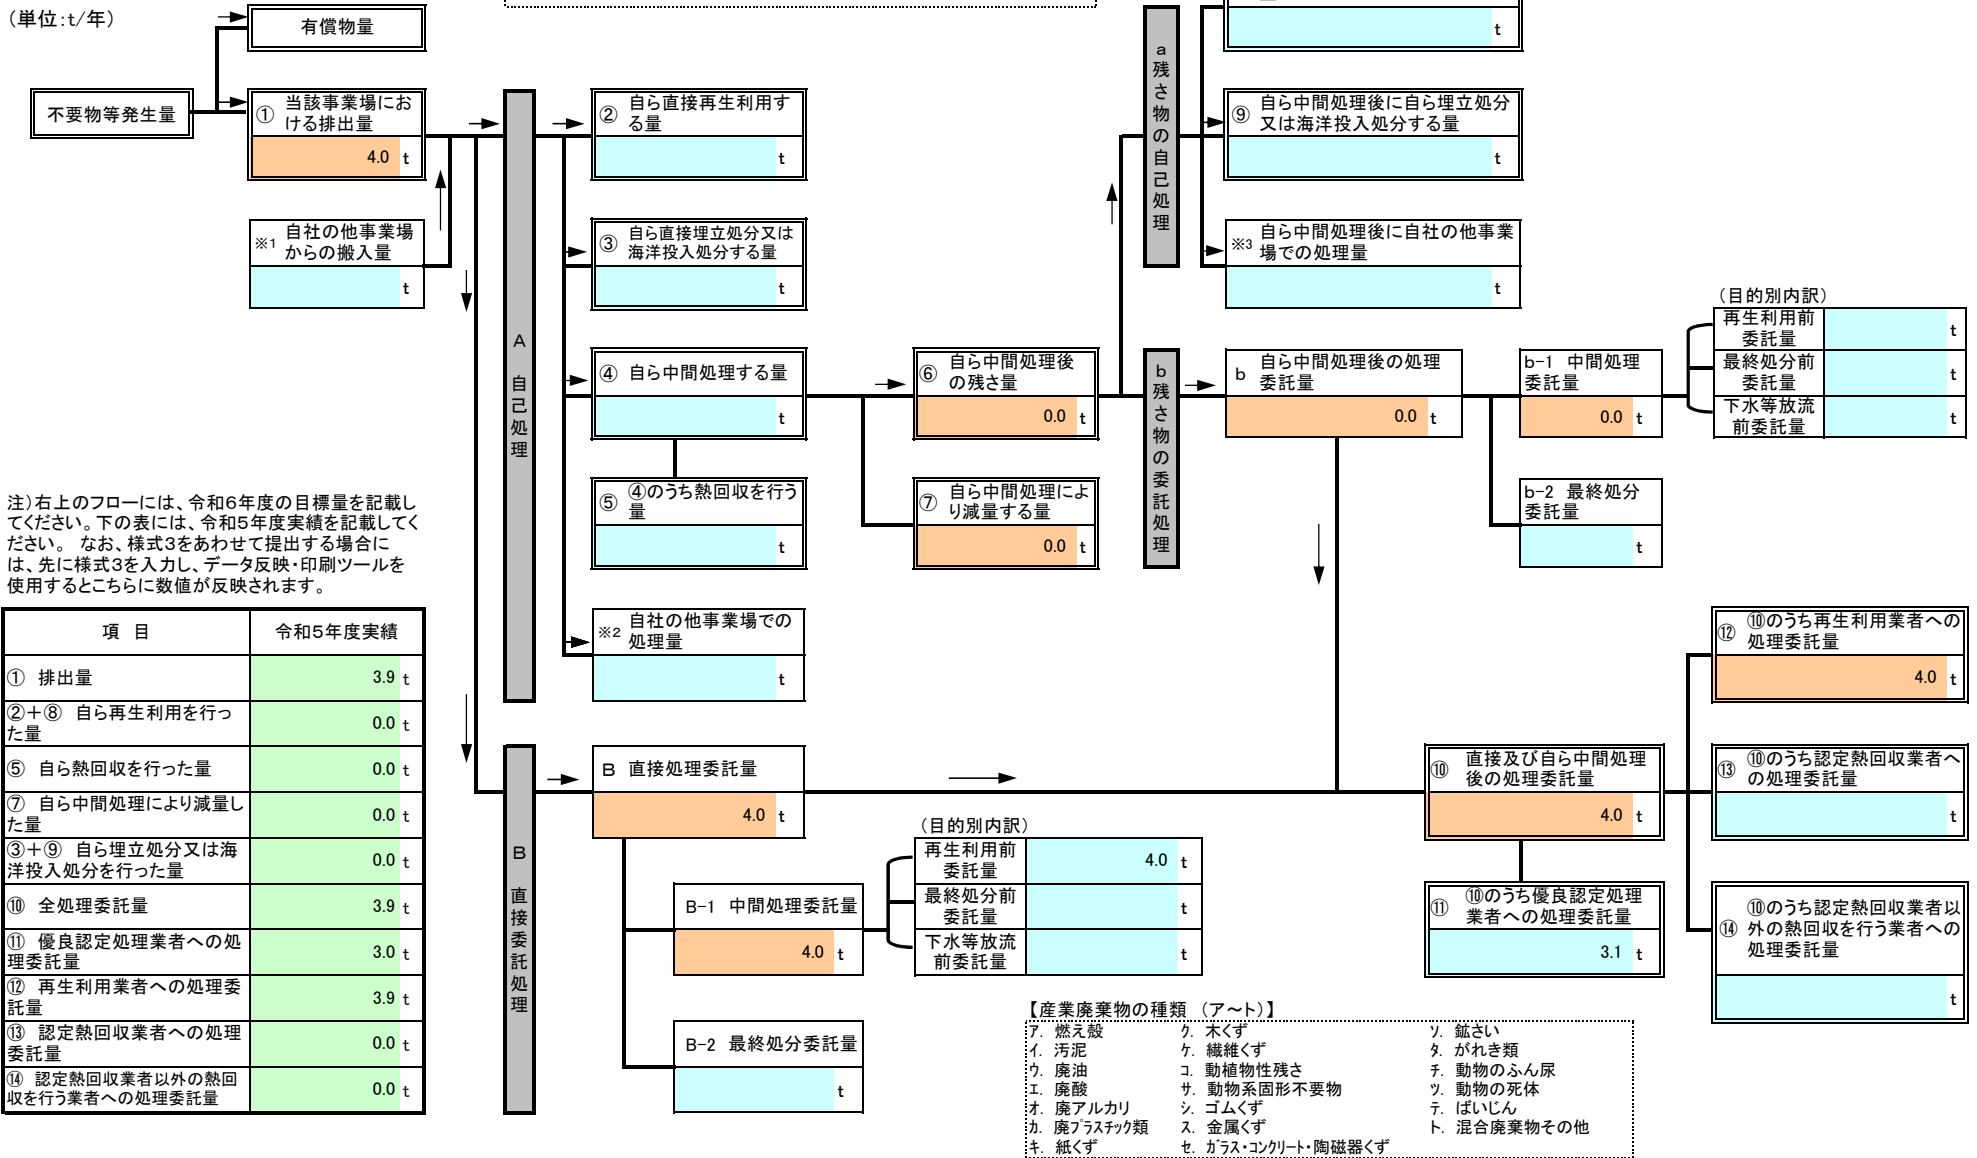 (単位:t/年)
有償物量
不要物等発生量
① 当該事業場にお
ける排出量
4.0 t
※1 自社の他事業場
からの搬入量
t
A 自己処理
② 自ら直接再生利用す
る量
t
③ 自ら直接埋立処分又は
海洋投入処分する量
t
④ 自ら中間処理する量
t
⑤ ④のうち熱回収を行う
量
t
※2 自社の他事業場での
処理量
t
⑥ 自ら中間処理後
の残さ量
0.0 t
⑦ 自ら中間処理によ
り減量する量
0.0 t
a 残さ物の自己処理
t
⑨ 自ら中間処理後に自ら埋立処分
又は海洋投入処分する量
t
※3 自ら中間処理後に自社の他事業
場での処理量
t
b 残さ物の委託処理
b 自ら中間処理後の処理
委託量
0.0 t
b-1 中間処理
委託量
0.0 t
b-2 最終処分
委託量
t
(目的別内訳)
再生利用前
委託量
t
最終処分前
委託量
t
下水等放流
前委託量
t
注)右上のフローには、令和6年度の目標量を記載し
てください。下の表には、令和5年度実績を記載してく
ださい。 なお、様式3をあわせて提出する場合に
は、先に様式3を入力し、データ反映・印刷ツールを
使用するとこちらに数値が反映されます。
項 目 令和5年度実績
① 排出量 3.9 t
②+⑧ 自ら再生利用を行っ
た量 0.0 t
⑤ 自ら熱回収を行った量 0.0 t
⑦ 自ら中間処理により減量し
た量 0.0 t
③+⑨ 自ら埋立処分又は海
洋投入処分を行った量 0.0 t
⑩ 全処理委託量 3.9 t
⑪ 優良認定処理業者への処
理委託量 3.0 t
⑫ 再生利用業者への処理委
託量 3.9 t
⑬ 認定熱回収業者への処理
委託量 0.0 t
⑭ 認定熱回収業者以外の熱回
収を行う業者への処理委託量 0.0 t
B 直接委託処理
B 直接処理委託量
4.0 t
B-1 中間処理委託量
4.0 t
B-2 最終処分委託量
t
(目的別内訳)
再生利用前
委託量
4.0 t
最終処分前
委託量
t
下水等放流
前委託量
t
⑩ 直接及び自ら中間処理
後の処理委託量
4.0 t
⑪ ⑩のうち優良認定処理
業者への処理委託量
3.1 t
⑫ ⑩のうち再生利用業者への
処理委託量
4.0 t
⑬ ⑩のうち認定熱回収業者へ
の処理委託量
t
⑭ ⑩のうち認定熱回収業者以
外の熱回収を行う業者への
処理委託量
t
【産業廃棄物の種類 (ア~ト)】
ア. 燃え殻 ク. 木くず ソ. 鉱さい
イ. 汚泥 ケ. 繊維くず タ. がれき類
ウ. 廃油 コ. 動植物性残さ チ. 動物のふん尿
エ. 廃酸 サ. 動物系固形不要物 ツ. 動物の死体
オ. 廃アルカリ シ. ゴムくず テ. ばいじん
カ. 廃プラスチック類 ス. 金属くず ト. 混合廃棄物その他
キ. 紙くず セ. ガラス・コンクリート・陶磁器くず